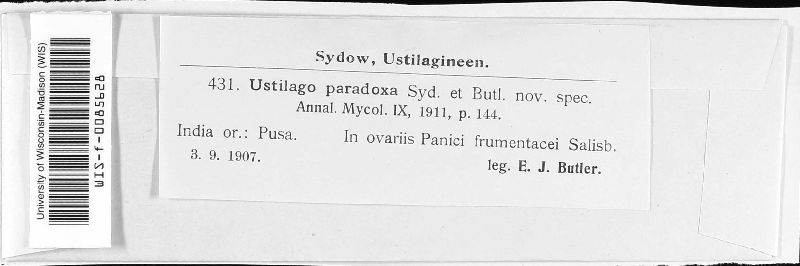 Sydow, Ustilagineen.
431. Ustilago paradoxa Syd. et Butl. nov. spec.
Annal. Mycol. IX, 1911, p. 144.
India or.: Pusa. In ovariis Panici frumentacei Salisb.
3. 9. 1907. leg. E. J. Butler.
University of Wisconsin-Madison (WIS)
WIS-f-0085628